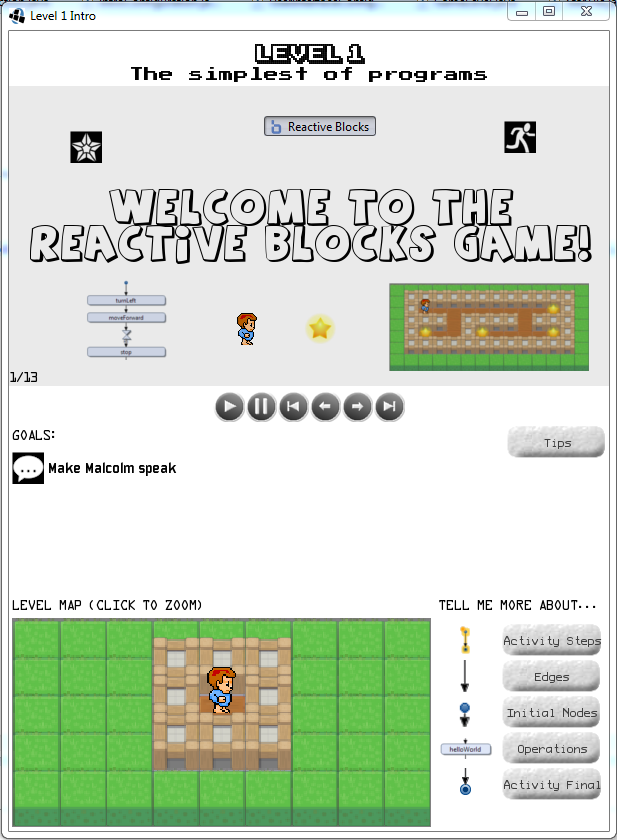 Level 1 Intro
LEVEL 1
The simplest of programs
Reactive Blocks
WELCOME TO THE
REACTIVE BLOCKS GAME!
turnLeft
moveForward
stop
1/13
GOALS:
Tips
... Make Malcolm speak
LEVEL MAP (CLICK TO ZOOM)
TELL ME MORE ABOUT...
Activity Steps
Edges
Initial Nodes
helloWorld
Operations
Activity Final